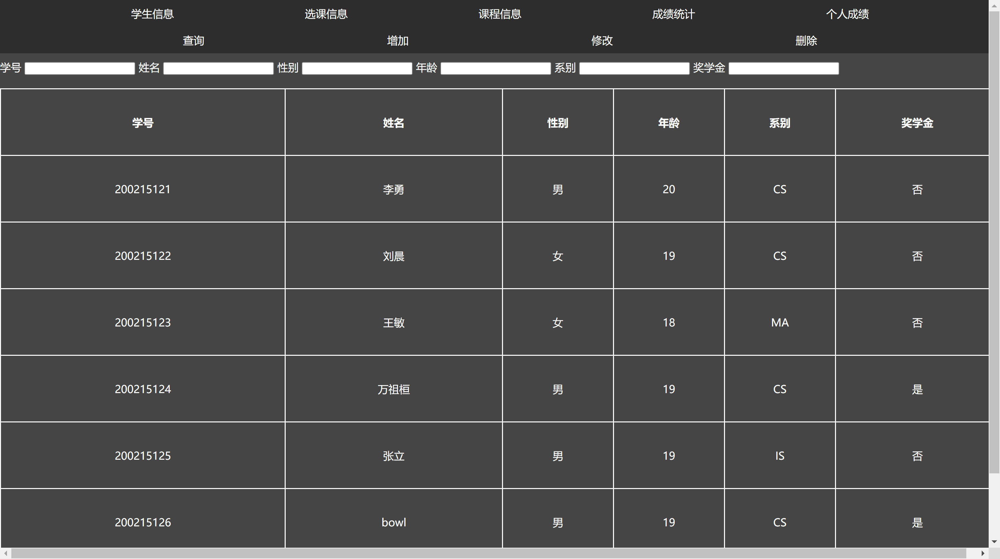 学生信息 选课信息 课程信息 成绩统计 个人成绩
查询 增加 修改 删除
学号 姓名 性别 年龄 系别 奖学金
学号 姓名 性别 年龄 系别 奖学金
200215121 李勇 男 20 CS 否
200215122 刘晨 女 19 CS 否
200215123 王敏 女 18 MA 否
200215124 万祖桓 男 19 CS 是
200215125 张立 男 19 IS 否
200215126 bowl 男 19 CS 是